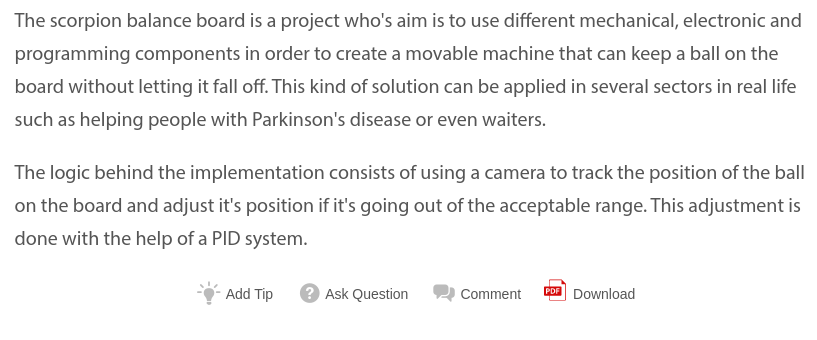 The scorpion balance board is a project who's aim is to use different mechanical, electronic and
programming components in order to create a movable machine that can keep a ball on the
board without letting it fall off. This kind of solution can be applied in several sectors in real life
such as helping people with Parkinson's disease or even waiters.
The logic behind the implementation consists of using a camera to track the position of the ball
on the board and adjust it's position if it's going out of the acceptable range. This adjustment is
done with the help of a PID system.
Add Tip ? Ask Question Comment PDF Download